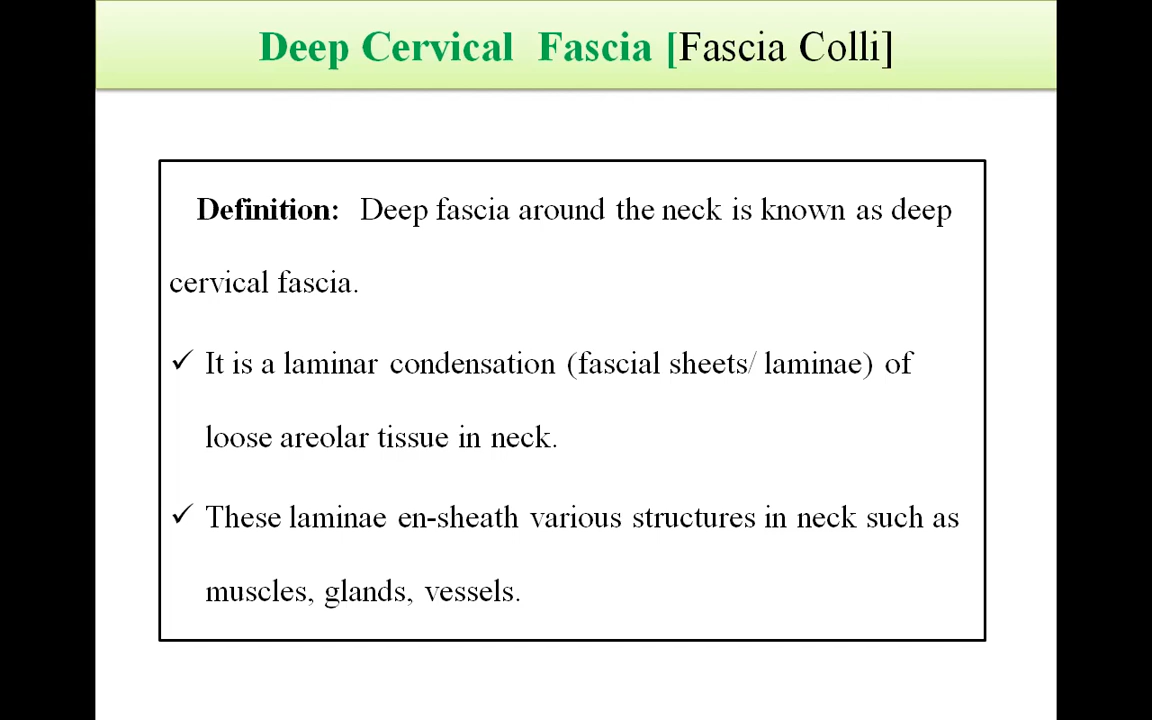 Deep Cervical Fascia [Fascia Colli]
Definition: Deep fascia around the neck is known as deep
cervical fascia.
✓ It is a laminar condensation (fascial sheets/ laminae) of
loose areolar tissue in neck.
✓ These laminae en-sheath various structures in neck such as
muscles, glands, vessels.